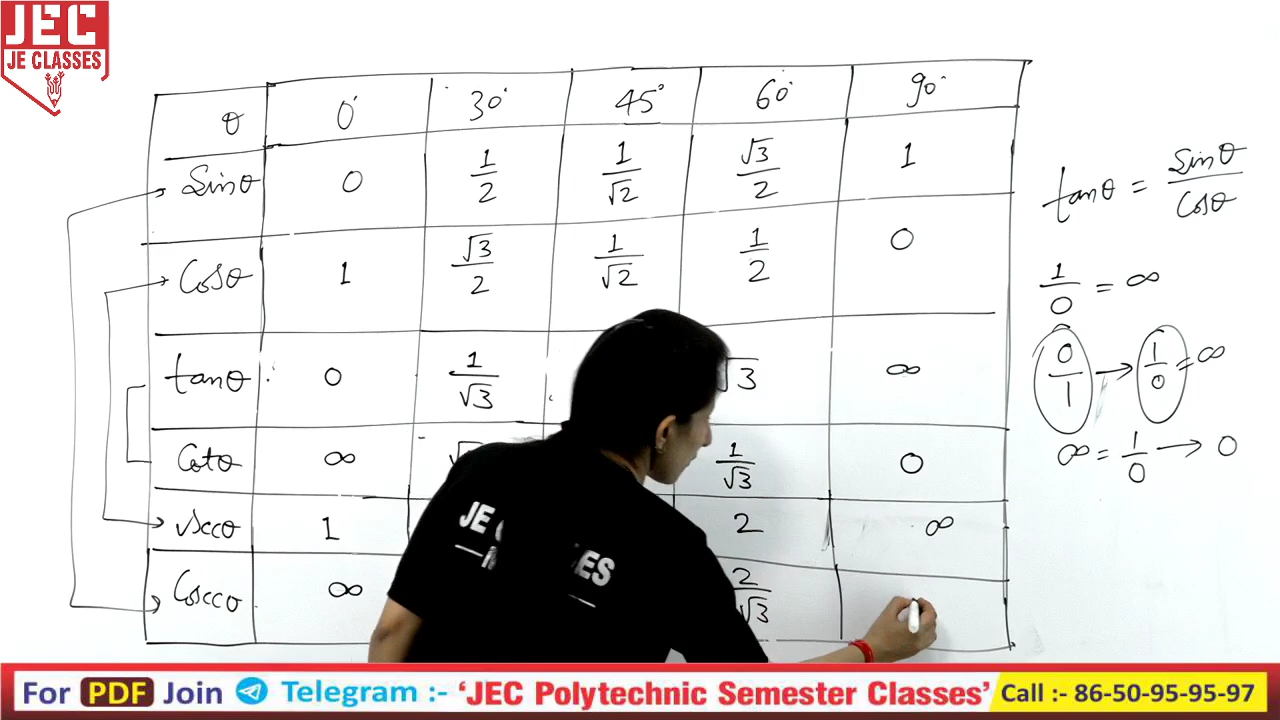 JEC
JE CLASSES
θ 0° 30° 45° 60° 90°
Sinθ 0 1/2 1/√2 √3/2 1
Cosθ 1 √3/2 1/√2 1/2 0
tanθ 0 1/√3 √3 ∞
Cotθ ∞ 1/√3 0
Secθ 1 2 ∞
Cosecθ ∞ 2/√3
tanθ = Sinθ/Cosθ
1/0 = ∞
0/1 → 1/0 = ∞
∞ = 1/0 → 0
JE
ES
For PDF Join Telegram :- ‘JEC Polytechnic Semester Classes’ Call :- 86-50-95-95-97